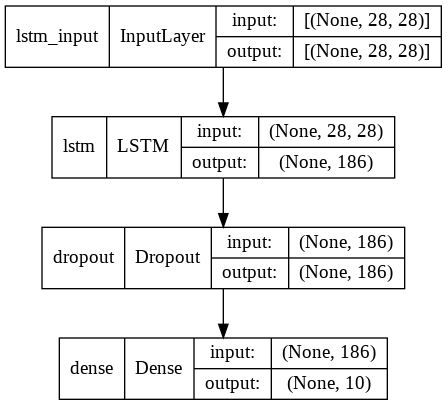 lstm_input InputLayer input: [(None, 28, 28)]
output: [(None, 28, 28)]
lstm LSTM input: (None, 28, 28)
output: (None, 186)
dropout Dropout input: (None, 186)
output: (None, 186)
dense Dense input: (None, 186)
output: (None, 10)